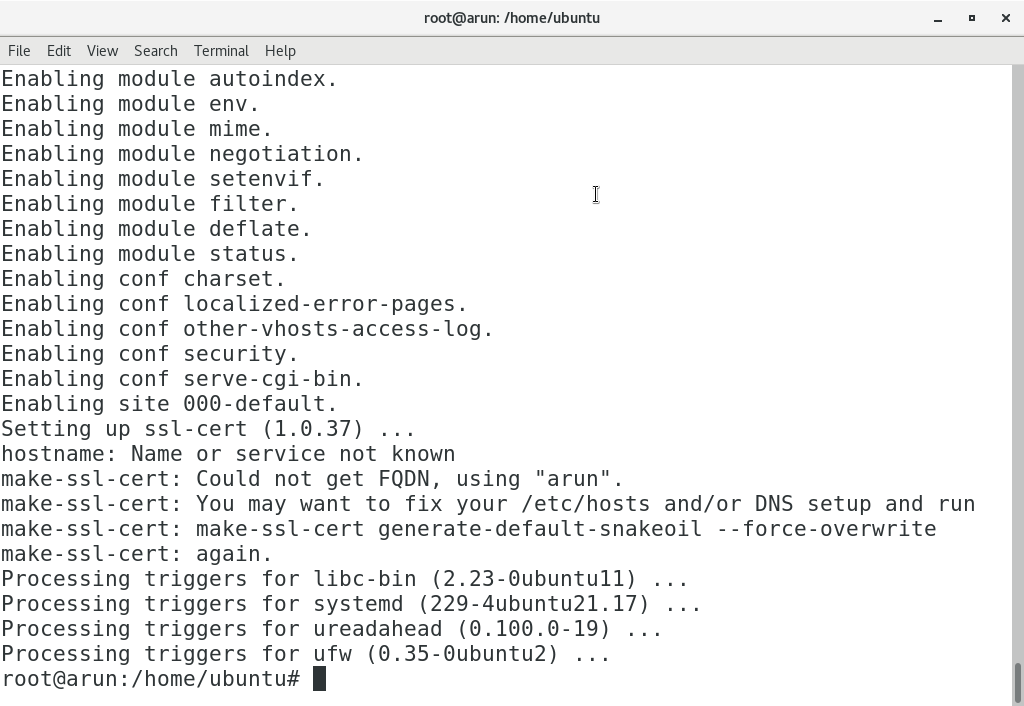 root@arun: /home/ubuntu
File Edit View Search Terminal Help
Enabling module autoindex.
Enabling module env.
Enabling module mime.
Enabling module negotiation.
Enabling module setenvif.
Enabling module filter.
Enabling module deflate.
Enabling module status.
Enabling conf charset.
Enabling conf localized-error-pages.
Enabling conf other-vhosts-access-log.
Enabling conf security.
Enabling conf serve-cgi-bin.
Enabling site 000-default.
Setting up ssl-cert (1.0.37) ...
hostname: Name or service not known
make-ssl-cert: Could not get FQDN, using "arun".
make-ssl-cert: You may want to fix your /etc/hosts and/or DNS setup and run
make-ssl-cert: make-ssl-cert generate-default-snakeoil --force-overwrite
make-ssl-cert: again.
Processing triggers for libc-bin (2.23-0ubuntu11) ...
Processing triggers for systemd (229-4ubuntu21.17) ...
Processing triggers for ureadahead (0.100.0-19) ...
Processing triggers for ufw (0.35-0ubuntu2) ...
root@arun:/home/ubuntu#